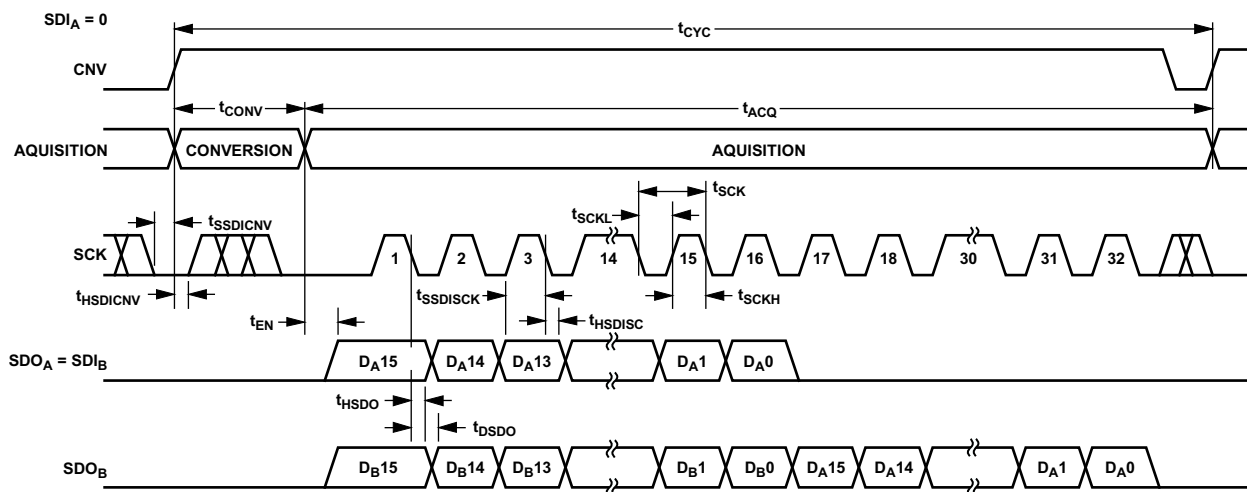 SDIA = 0
tCYC
CNV
tCONV
tACQ
AQUISITION
CONVERSION
AQUISITION
tSCK
tSCKL
tSSDICNV
SCK
1
2
3
14
15
16
17
18
30
31
32
tHSDICNV
tSSDISCK
tSCKH
tEN
tHSDISC
SDOA = SDIB
DA15
DA14
DA13
DA1
DA0
tHSDO
tDSDO
SDOB
DB15
DB14
DB13
DB1
DB0
DA15
DA14
DA1
DA0